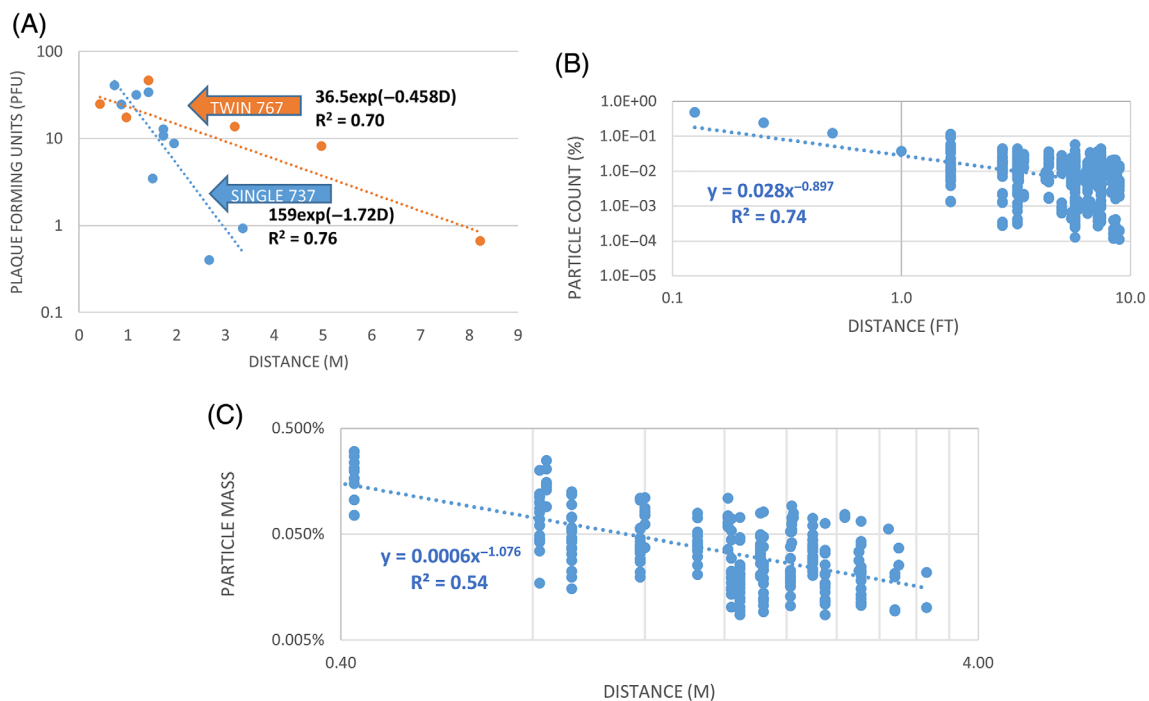 (A)
PLAQUE FORMING UNITS (PFU)
100
10
1
0.1
TWIN 767
36.5exp(−0.458D)
R² = 0.70
SINGLE 737
159exp(−1.72D)
R² = 0.76
0 1 2 3 4 5 6 7 8 9
DISTANCE (M)
(B)
PARTICLE COUNT (%)
1.0E+00
1.0E−01
1.0E−02
1.0E−03
1.0E−04
1.0E−05
y = 0.028x⁻⁰·⁸⁹⁷
R² = 0.74
0.1 1.0 10.0
DISTANCE (FT)
(C)
PARTICLE MASS
0.500%
0.050%
0.005%
y = 0.0006x⁻¹·⁰⁷⁶
R² = 0.54
0.40 4.00
DISTANCE (M)